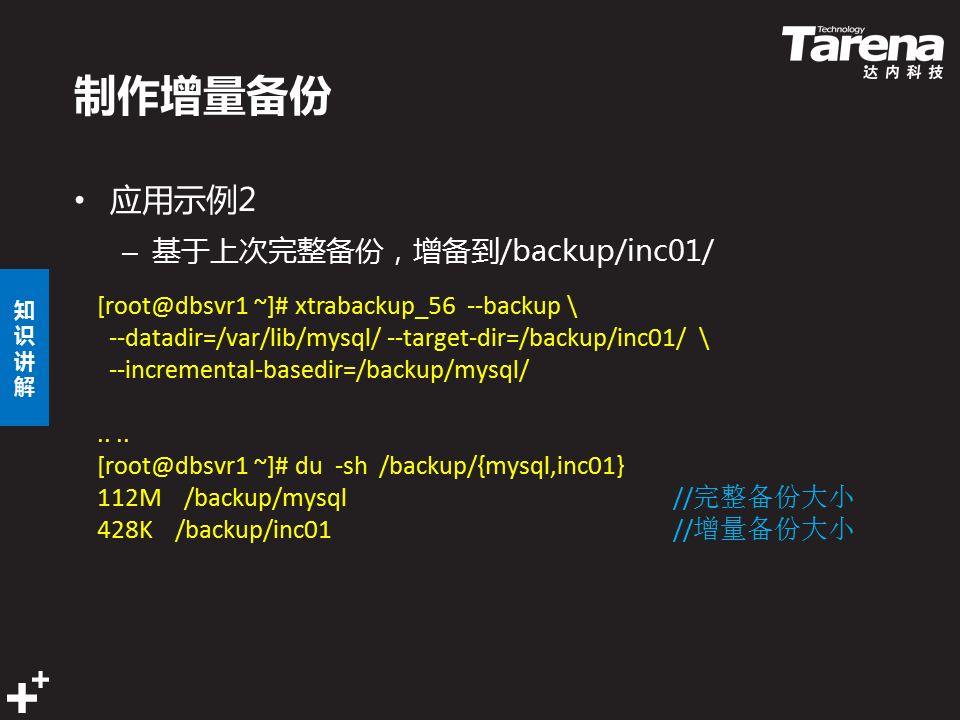 Technology
Tarena
达内科技
制作增量备份
• 应用示例2
– 基于上次完整备份，增备到/backup/inc01/
知识讲解
[root@dbsvr1 ~]# xtrabackup_56 --backup \
--datadir=/var/lib/mysql/ --target-dir=/backup/inc01/ \
--incremental-basedir=/backup/mysql/
.. ..
[root@dbsvr1 ~]# du -sh /backup/{mysql,inc01}
112M /backup/mysql //完整备份大小
428K /backup/inc01 //增量备份大小